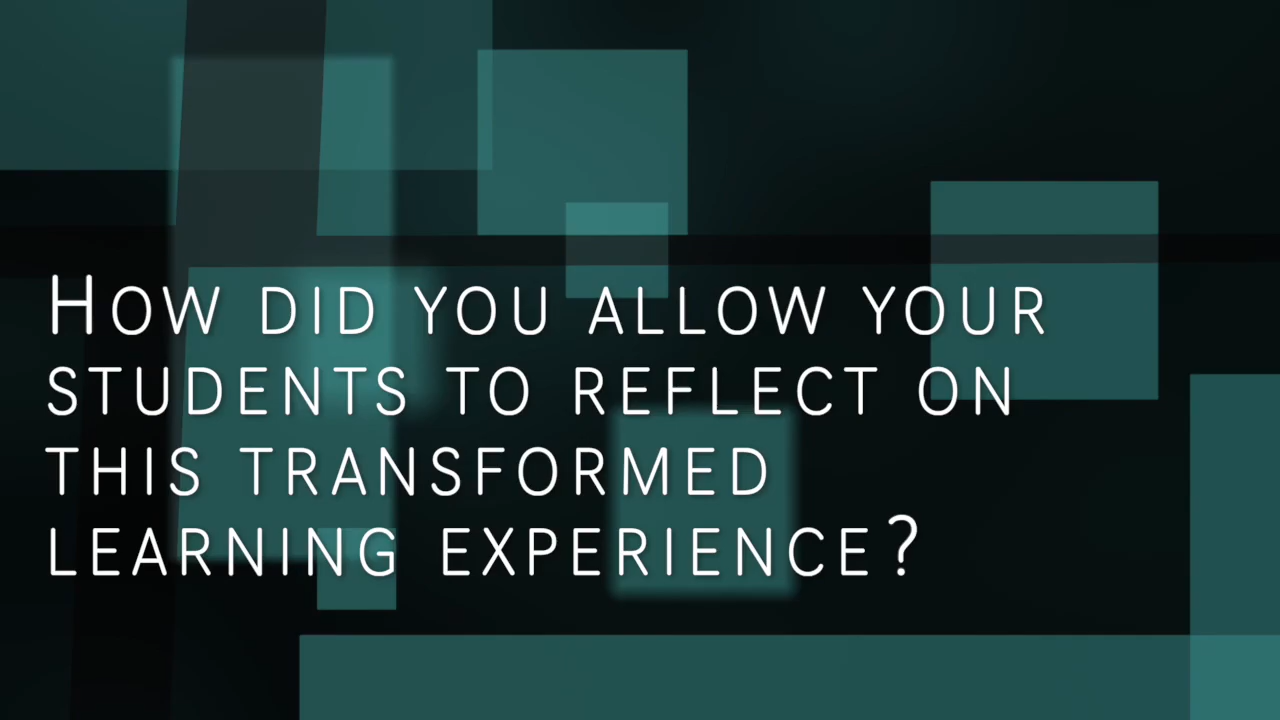 How did you allow your
students to reflect on
this transformed
learning experience?